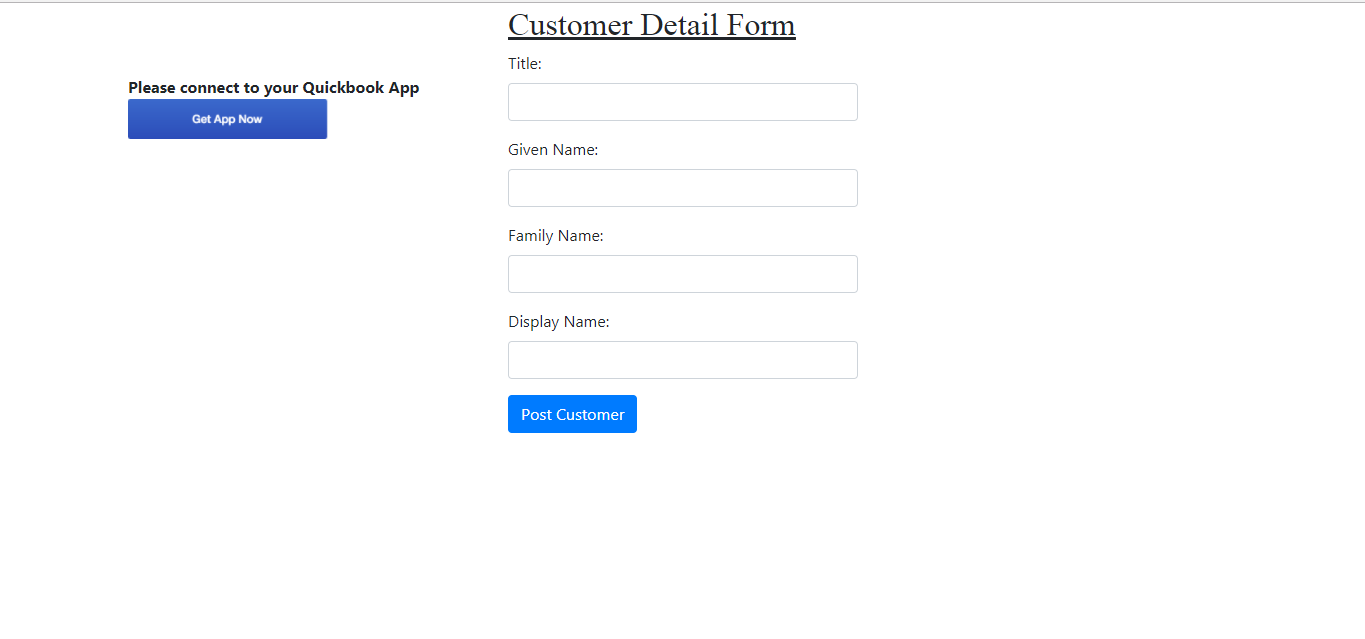 Customer Detail Form
Please connect to your Quickbook App
Get App Now
Title:
Given Name:
Family Name:
Display Name:
Post Customer